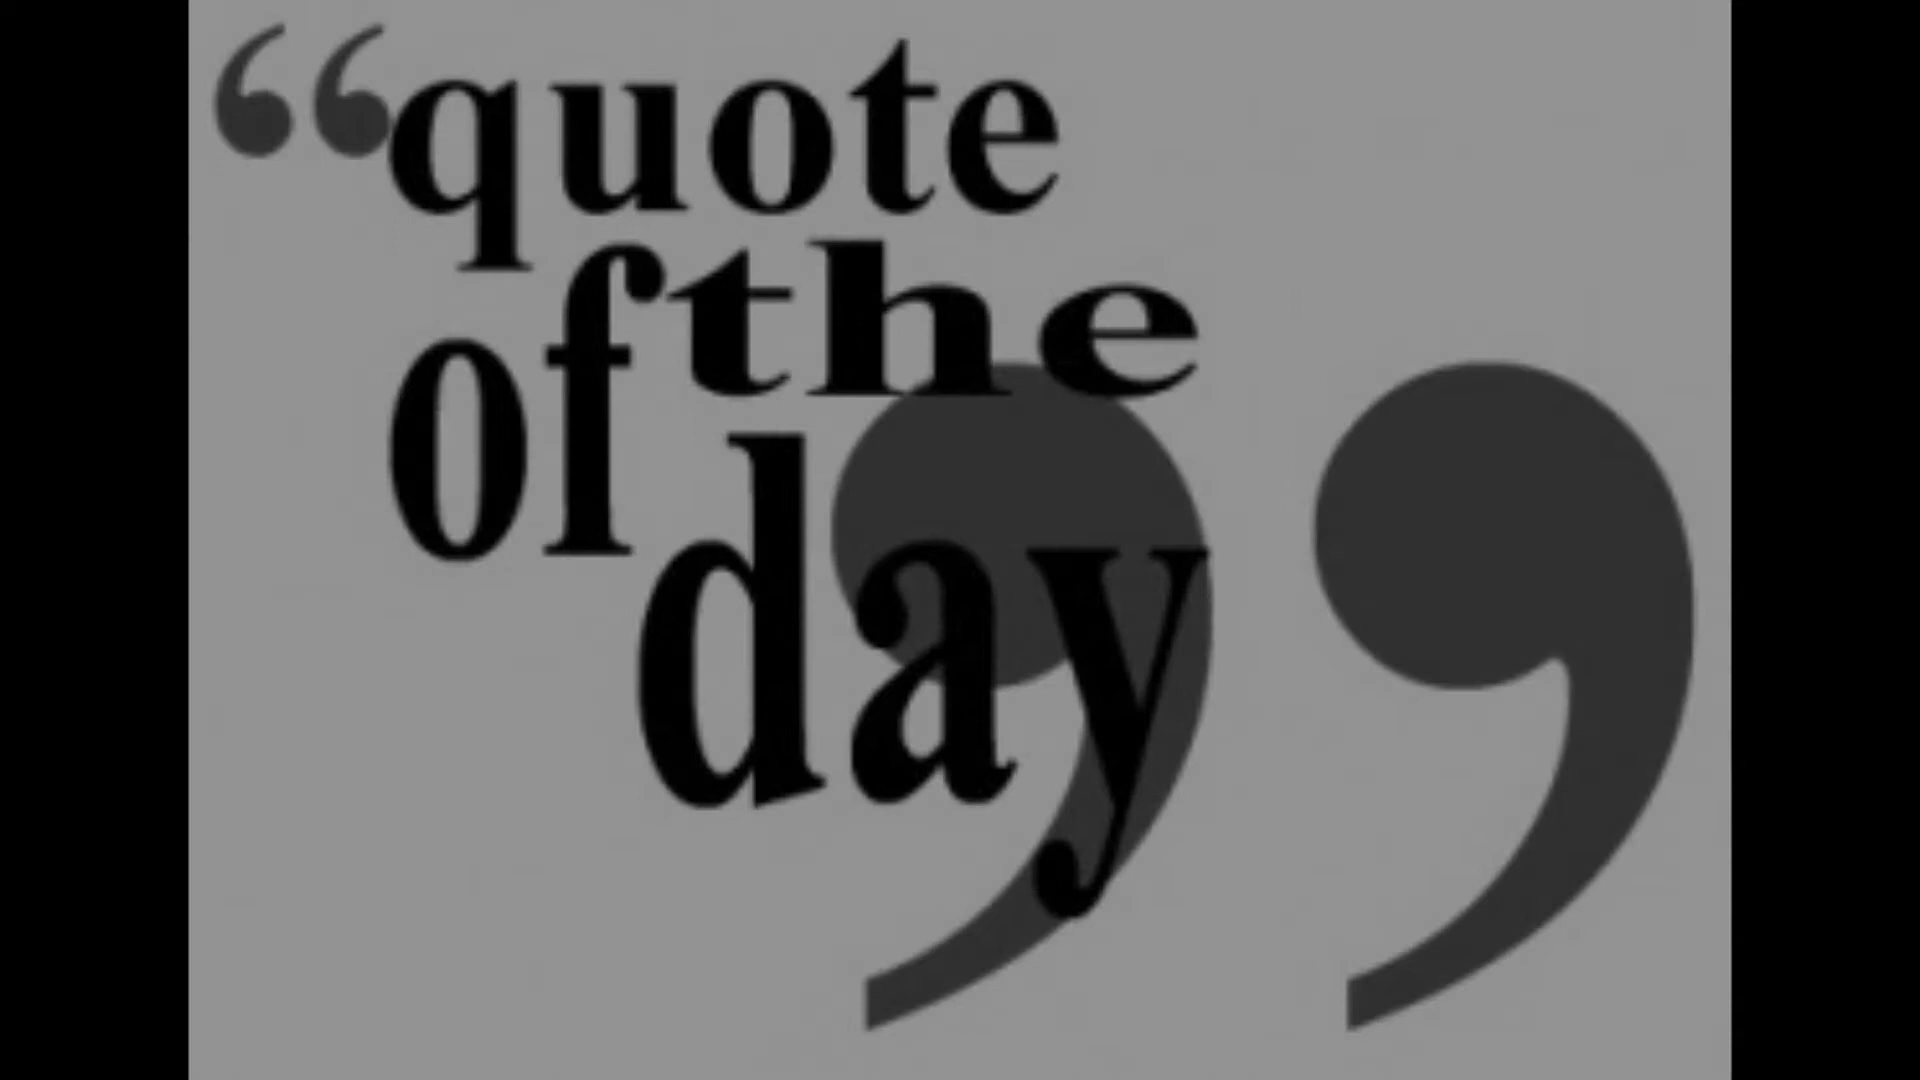 “quote
of the
day”